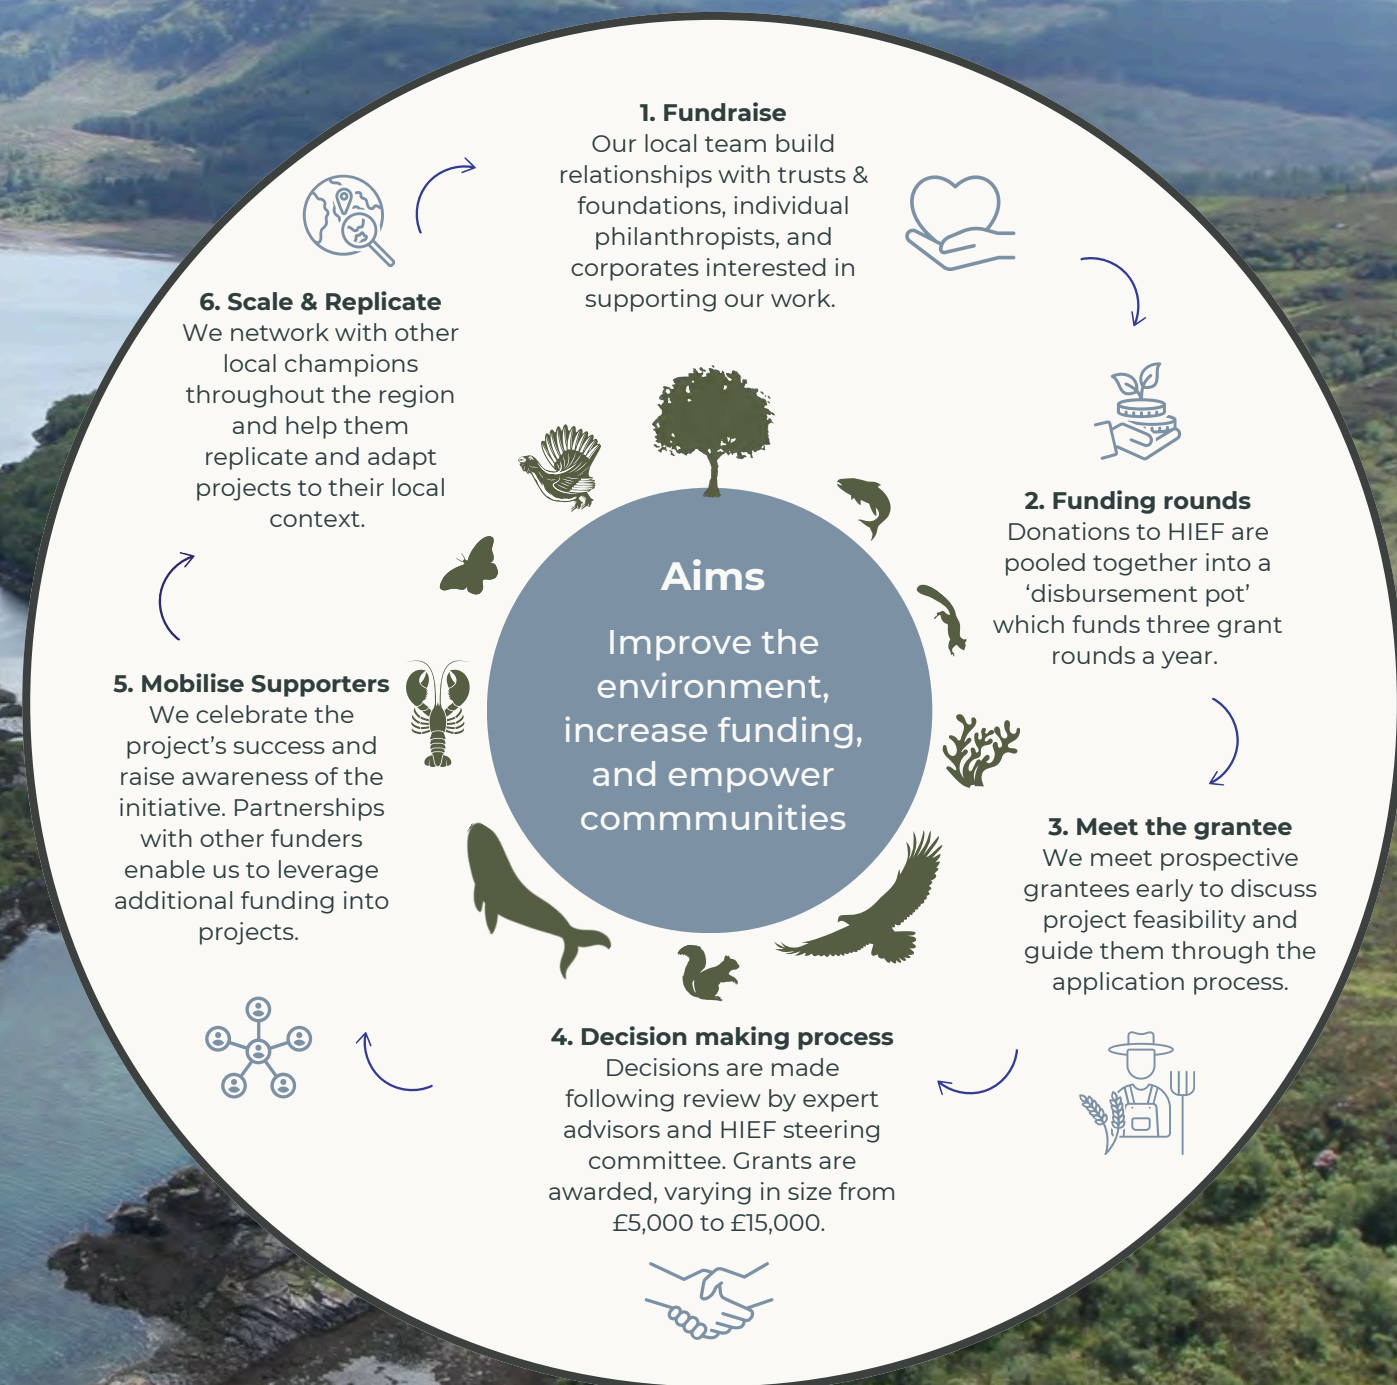 1. Fundraise
Our local team build
relationships with trusts &
foundations, individual
philanthropists, and
corporates interested in
supporting our work.
2. Funding rounds
Donations to HIEF are
pooled together into a
‘disbursement pot’
which funds three grant
rounds a year.
3. Meet the grantee
We meet prospective
grantees early to discuss
project feasibility and
guide them through the
application process.
4. Decision making process
Decisions are made
following review by expert
advisors and HIEF steering
committee. Grants are
awarded, varying in size from
£5,000 to £15,000.
5. Mobilise Supporters
We celebrate the
project’s success and
raise awareness of the
initiative. Partnerships
with other funders
enable us to leverage
additional funding into
projects.
6. Scale & Replicate
We network with other
local champions
throughout the region
and help them
replicate and adapt
projects to their local
context.
Aims
Improve the
environment,
increase funding,
and empower
commmunities